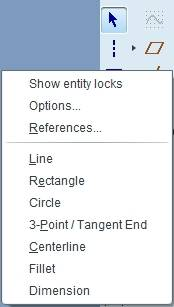 Show entity locks
Options...
References...
Line
Rectangle
Circle
3-Point / Tangent End
Centerline
Fillet
Dimension